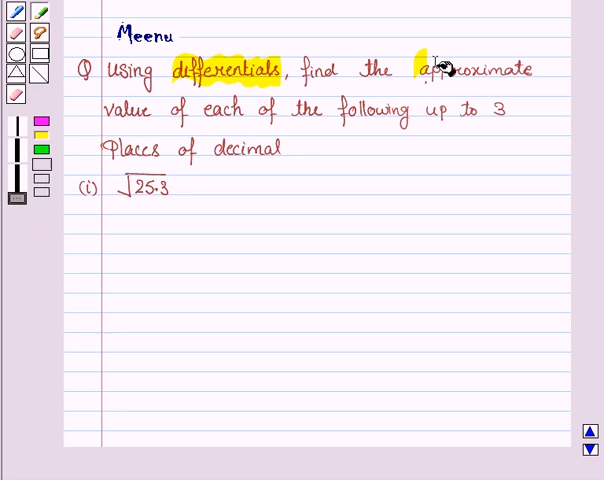 Meenu
Q Using differentials, find the approximate
value of each of the following up to 3
Places of decimal
(i) √25.3